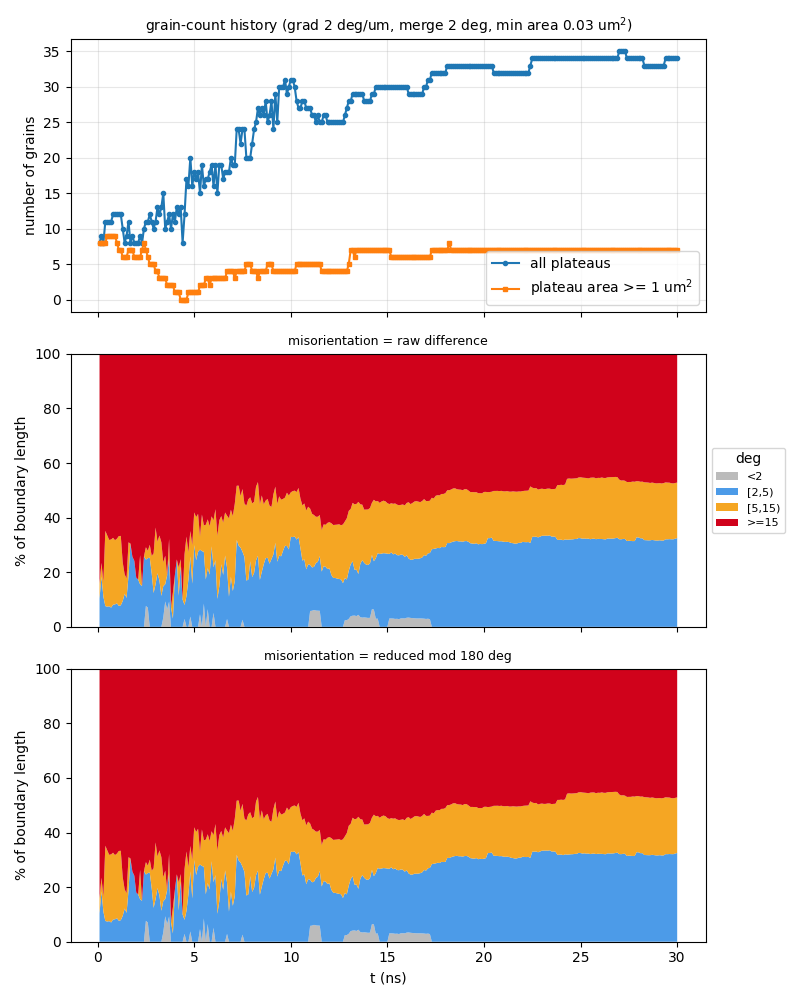 grain-count history (grad 2 deg/um, merge 2 deg, min area 0.03 um²)
number of grains
35
30
25
20
15
10
5
0
all plateaus
plateau area >= 1 um²
misorientation = raw difference
% of boundary length
100
80
60
40
20
0
deg
<2
[2,5)
[5,15)
>=15
misorientation = reduced mod 180 deg
% of boundary length
100
80
60
40
20
0
0 5 10 15 20 25 30
t (ns)